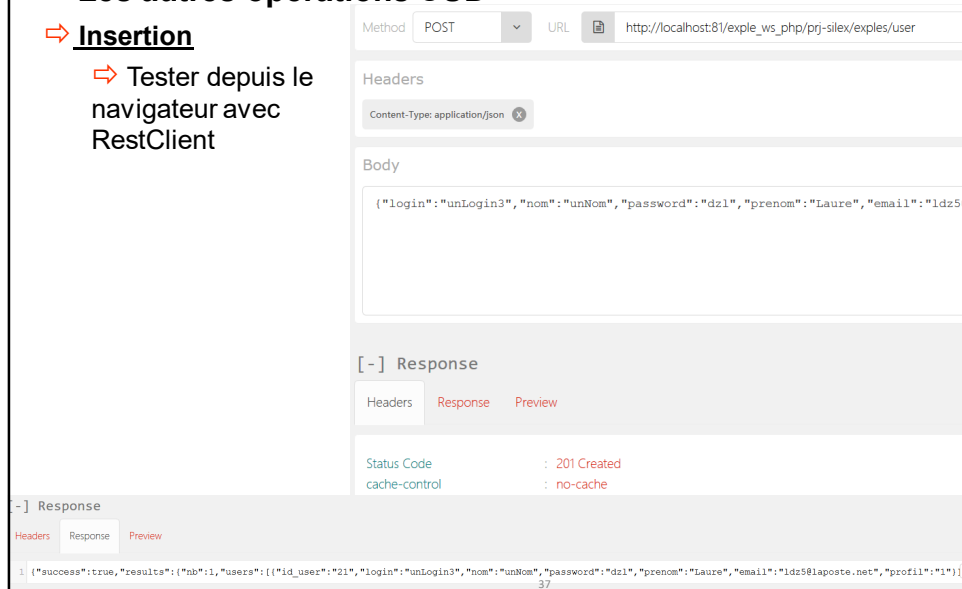 ⇨ Insertion
⇨ Tester depuis le
navigateur avec
RestClient
Method POST URL http://localhost:81/exple_ws_php/prj-silex/exples/user
Headers
Content-Type: application/json
Body
{"login":"unLogin3","nom":"unNom","password":"dzl","prenom":"Laure","email":"ldz5
[-] Response
Headers Response Preview
Status Code : 201 Created
cache-control : no-cache
-] Response
Headers Response Preview
1 {"success":true,"results":{"nb":1,"users":[{"id_user":"21","login":"unLogin3","nom":"unNom","password":"dzl","prenom":"Laure","email":"ldz5@laposte.net","profil":"1"}]
37